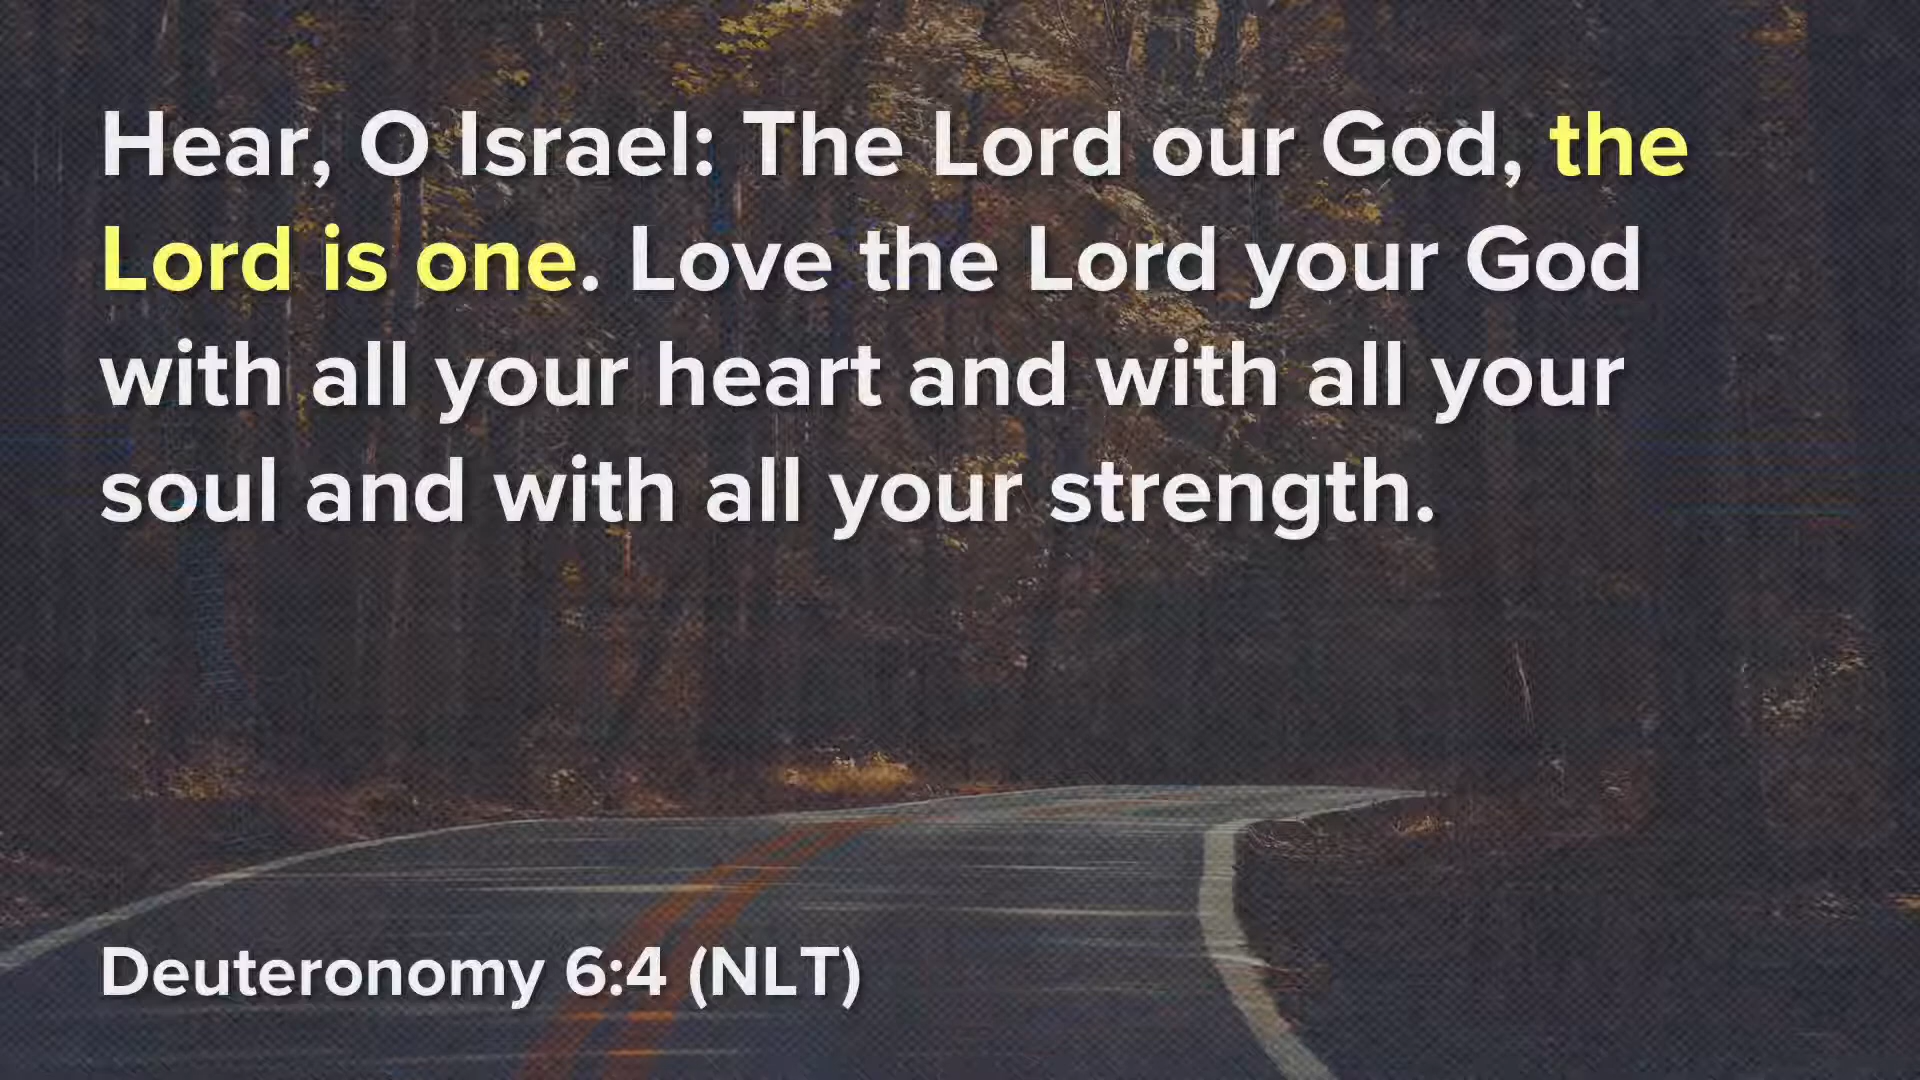 Hear, O Israel: The Lord our God, the
Lord is one. Love the Lord your God
with all your heart and with all your
soul and with all your strength.
Deuteronomy 6:4 (NLT)